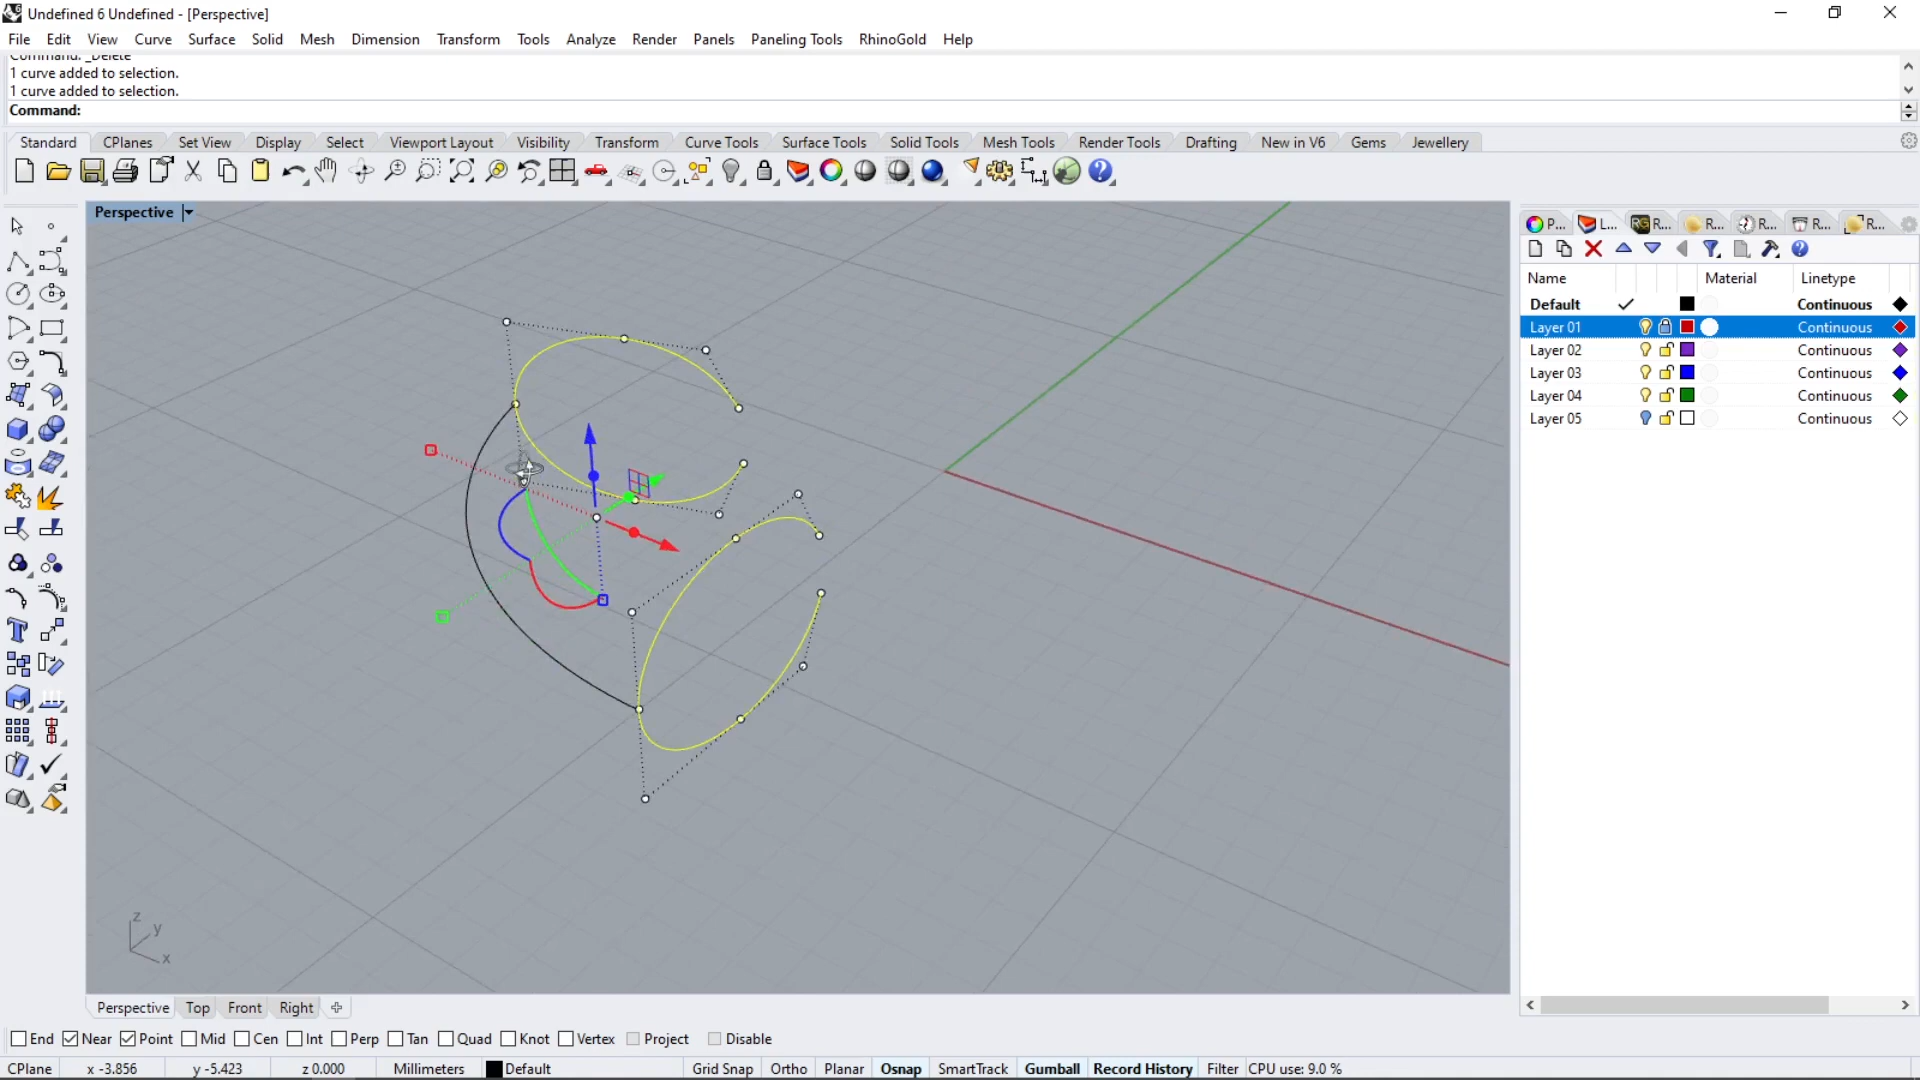 Undefined 6 Undefined - [Perspective]
File Edit View Curve Surface Solid Mesh Dimension Transform Tools Analyze Render Panels Paneling Tools RhinoGold Help
Command: _Delete
1 curve added to selection.
1 curve added to selection.
Command:
Standard CPlanes Set View Display Select Viewport Layout Visibility Transform Curve Tools Surface Tools Solid Tools Mesh Tools Render Tools Drafting New in V6 Gems Jewellery
Perspective
P... L... R... R... R... R... R...
Name Material Linetype
Default Continuous
Layer 01 Continuous
Layer 02 Continuous
Layer 03 Continuous
Layer 04 Continuous
Layer 05 Continuous
z
y
x
Perspective Top Front Right
End Near Point Mid Cen Int Perp Tan Quad Knot Vertex Project Disable
CPlane x -3.856 y -5.423 z 0.000 Millimeters Default Grid Snap Ortho Planar Osnap SmartTrack Gumball Record History Filter CPU use: 9.0 %